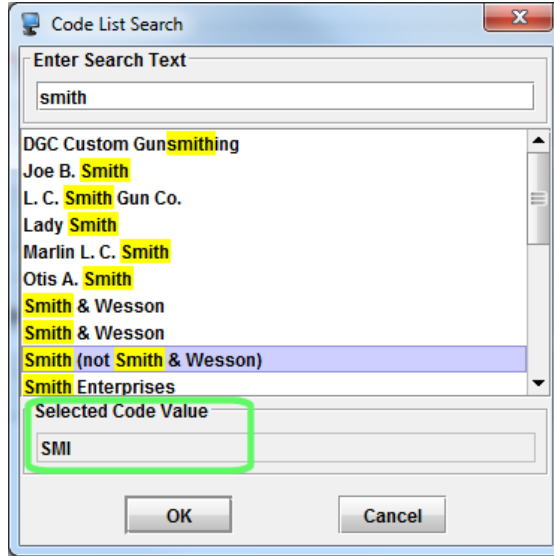 Code List Search
Enter Search Text
smith
DGC Custom Gunsmithing
Joe B. Smith
L. C. Smith Gun Co.
Lady Smith
Marlin L. C. Smith
Otis A. Smith
Smith & Wesson
Smith & Wesson
Smith (not Smith & Wesson)
Smith Enterprises
Selected Code Value
SMI
OK Cancel